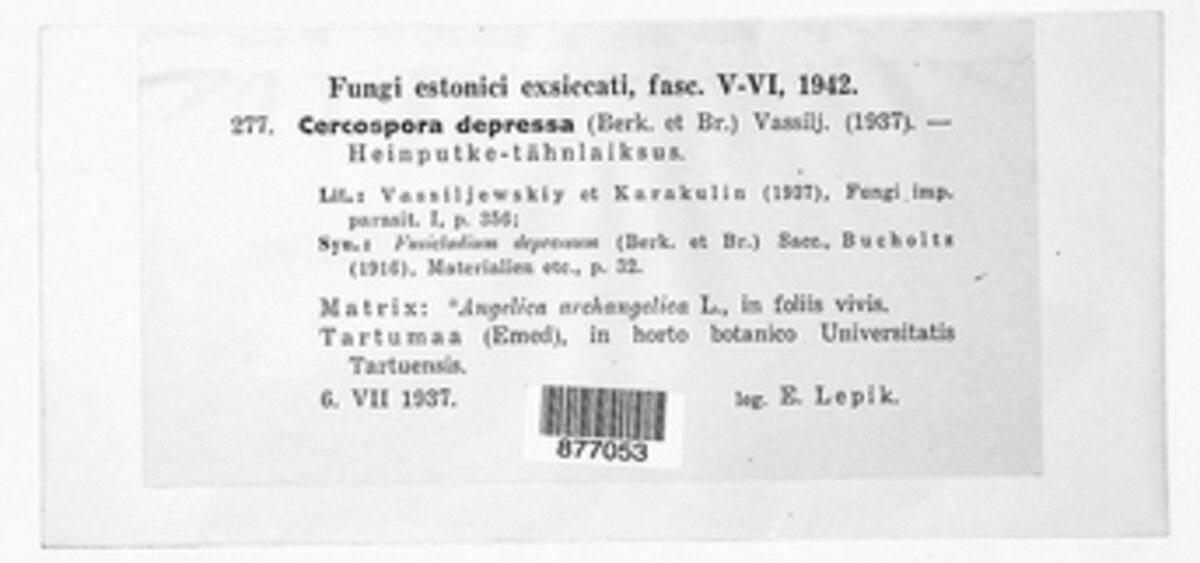 Fungi estonici exsiccati, fasc. V-VI, 1942.
277. Cercospora depressa (Berk. et Br.) Vassilj. (1937). —
Heinputke-tähnlaiksus.
Lit.: Vassiljewskiy et Karakulin (1937), Fungi imp.
parasit. I, p. 356;
Syn.: Fusicladium depressum (Berk. et Br.) Sacc., Bucholtz
(1916), Materialien etc., p. 32.
Matrix: *Angelica archangelica L., in foliis vivis.
Tartumaa (Emed), in horto botanico Universitatis
Tartuensis.
6. VII 1937.
leg. E. Lepik.
877053